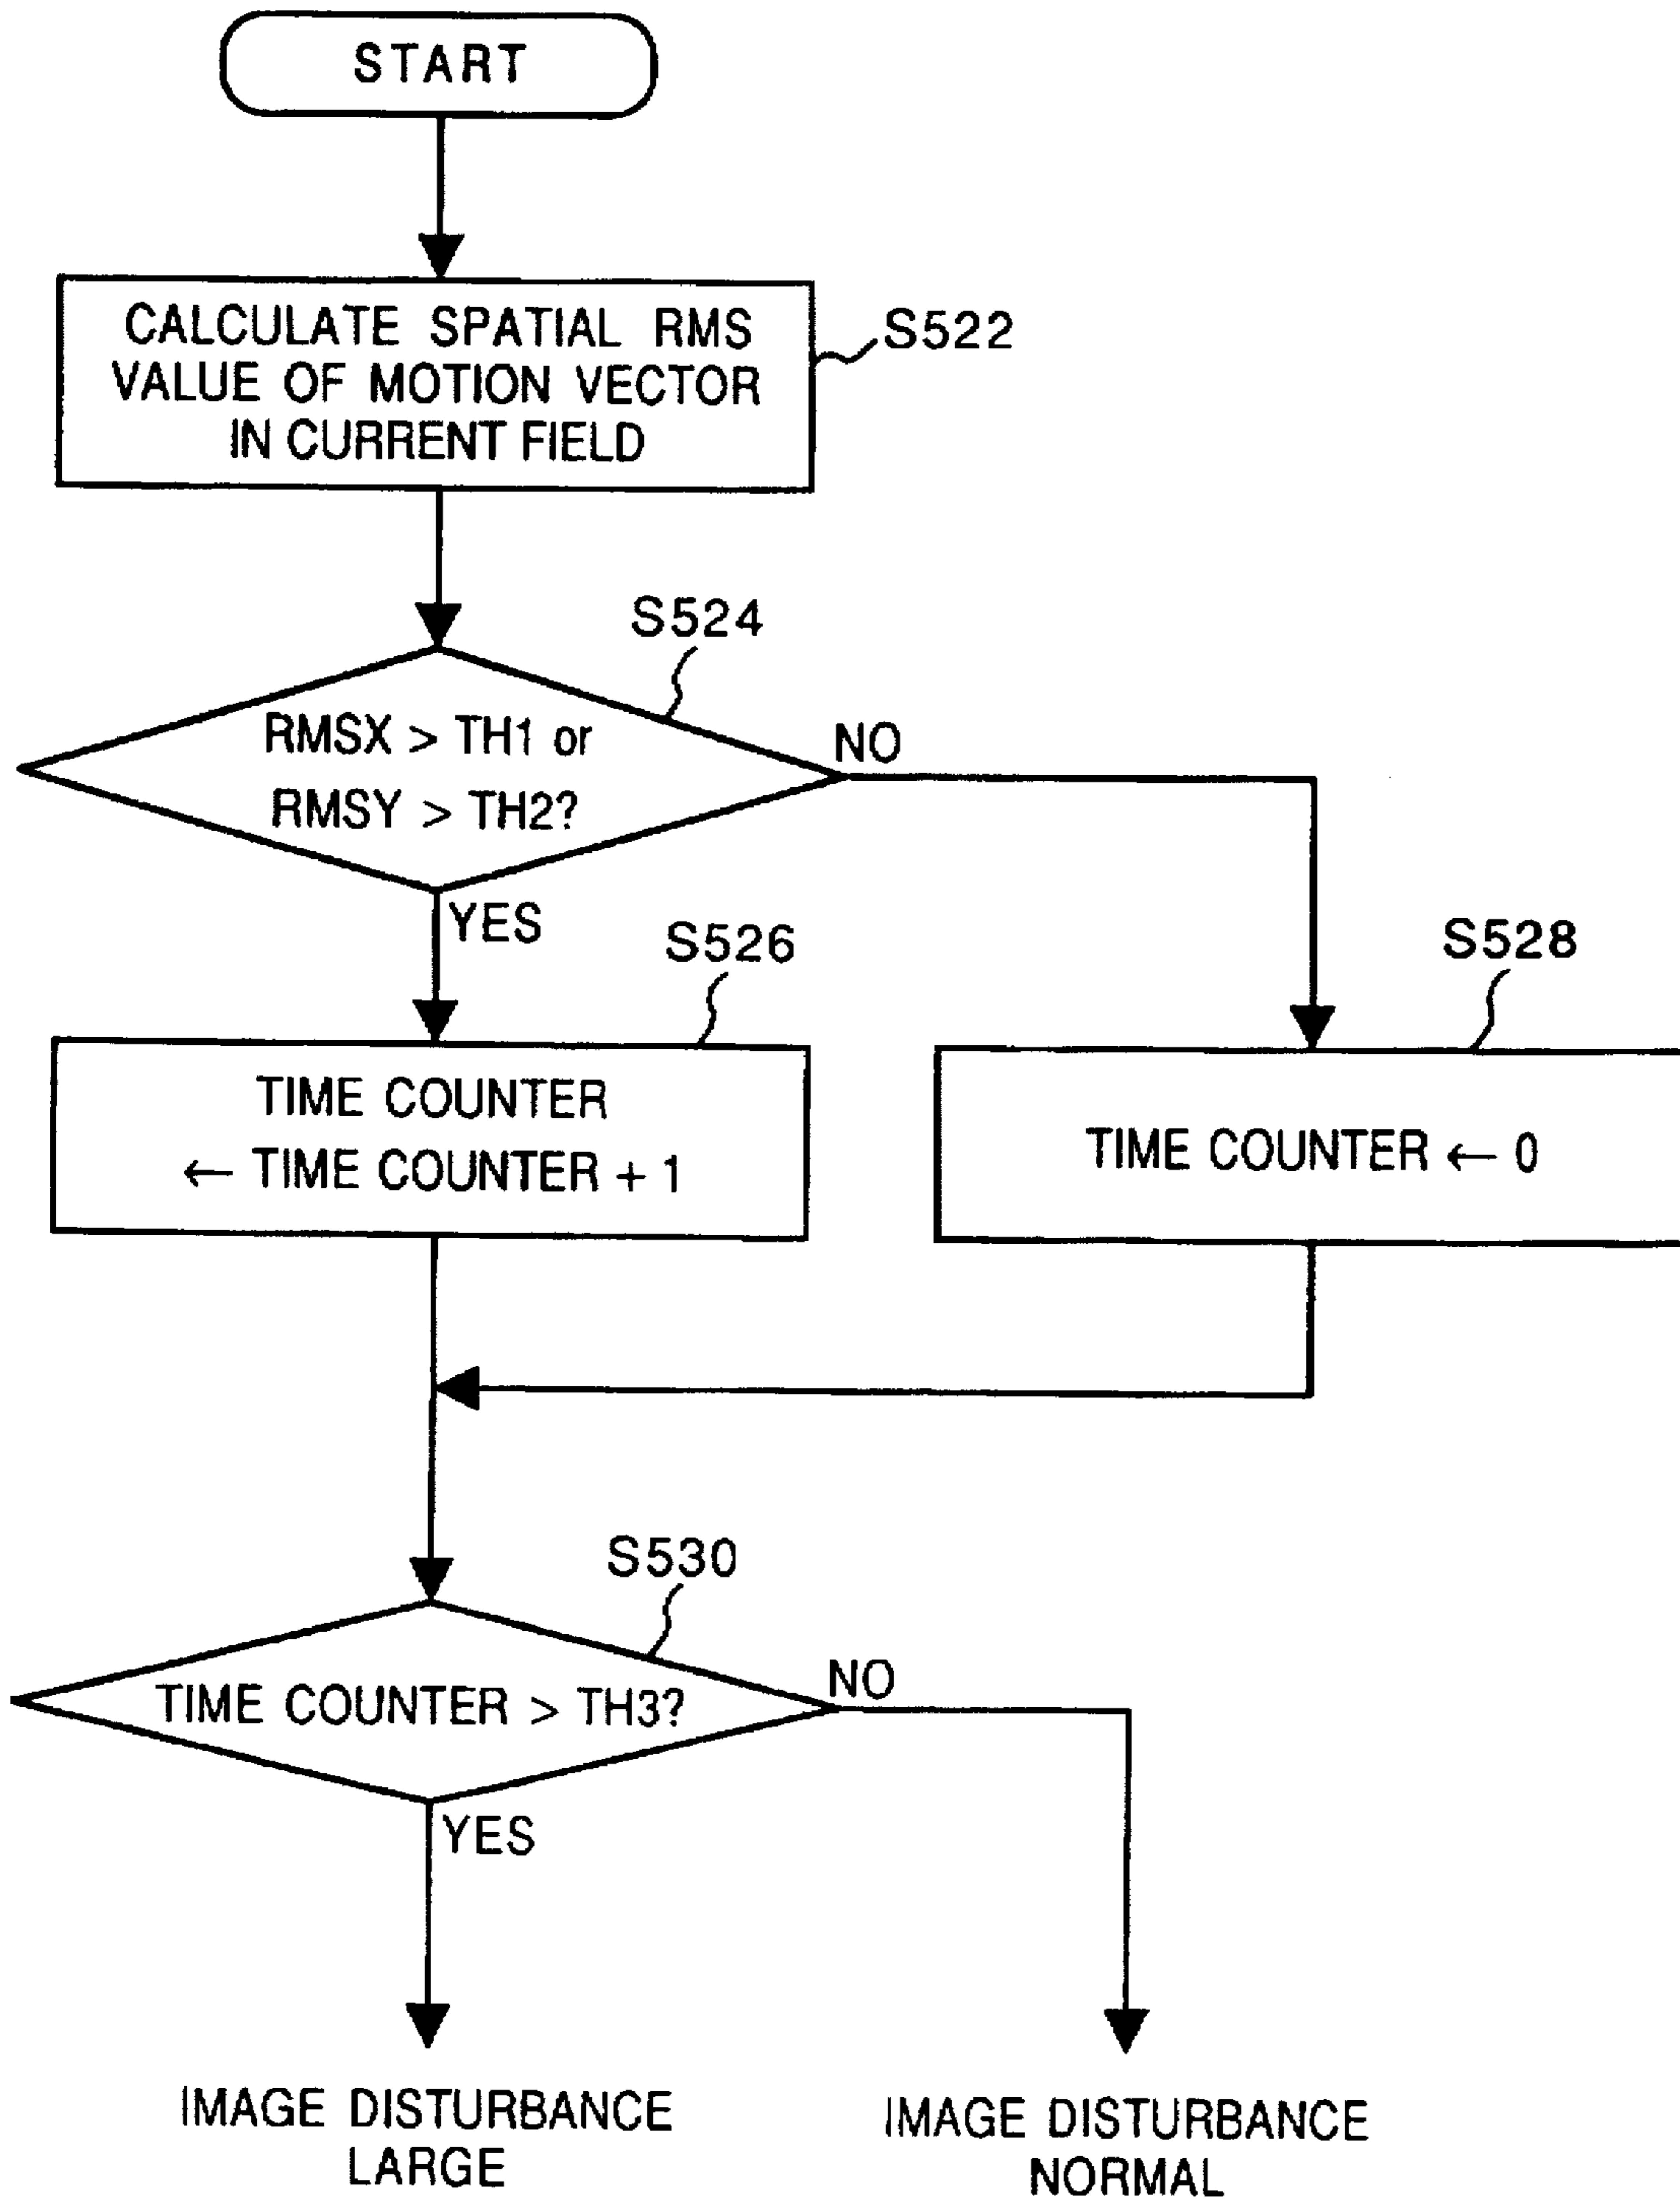 START
CALCULATE SPATIAL RMS
VALUE OF MOTION VECTOR
IN CURRENT FIELD
S522
S524
RMSX > TH1 or
RMSY > TH2?
NO
YES
S526
S528
TIME COUNTER
← TIME COUNTER + 1
TIME COUNTER ← 0
S530
TIME COUNTER > TH3?
NO
YES
IMAGE DISTURBANCE
LARGE
IMAGE DISTURBANCE
NORMAL